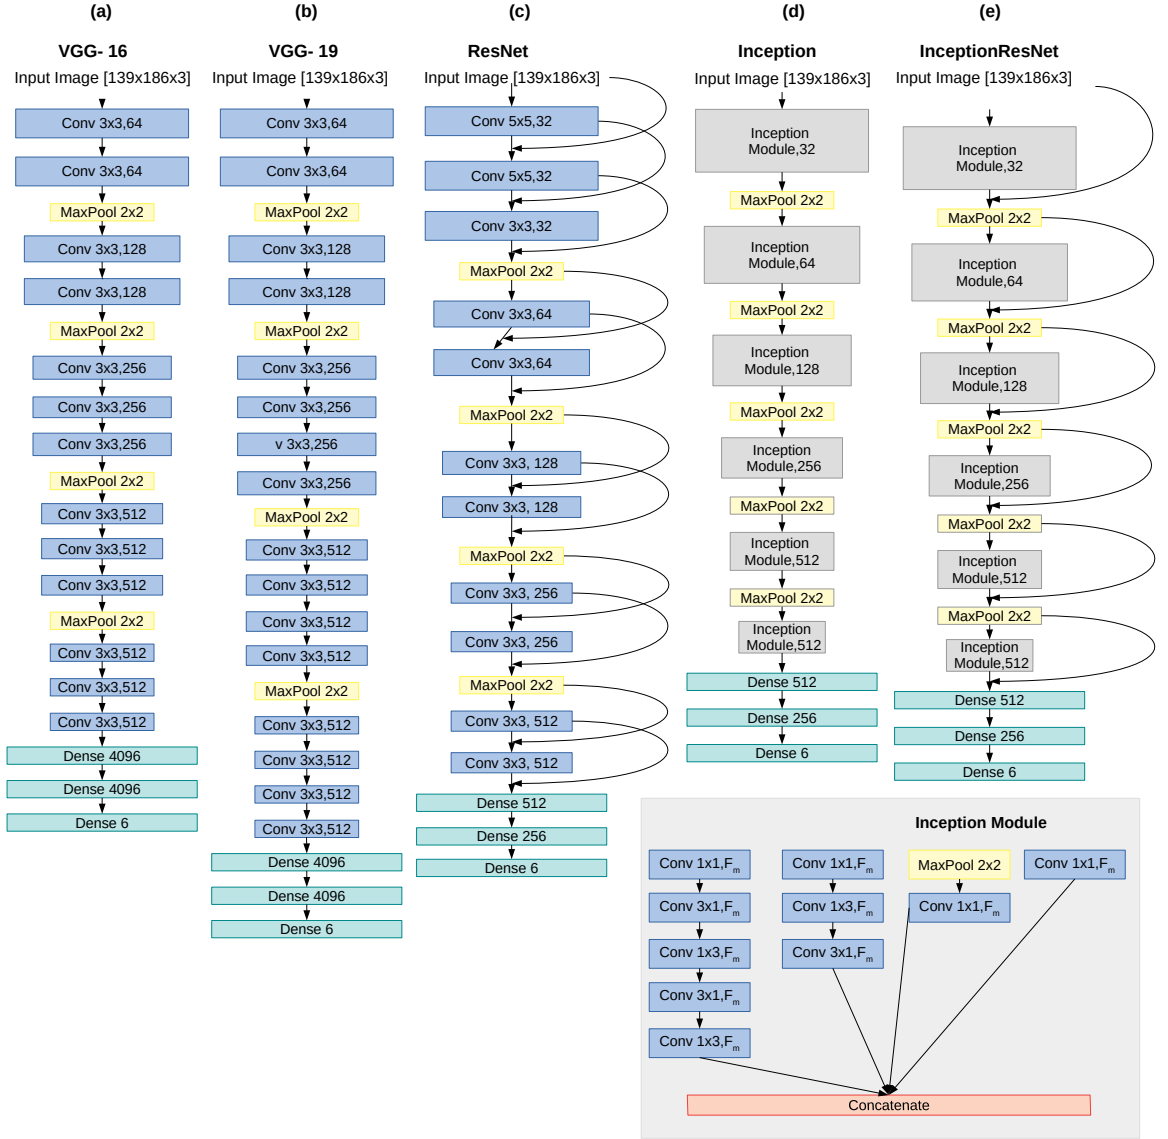 (a)
VGG- 16
Input Image [139x186x3]
Conv 3x3,64
Conv 3x3,64
MaxPool 2x2
Conv 3x3,128
Conv 3x3,128
MaxPool 2x2
Conv 3x3,256
Conv 3x3,256
Conv 3x3,256
MaxPool 2x2
Conv 3x3,512
Conv 3x3,512
Conv 3x3,512
MaxPool 2x2
Conv 3x3,512
Conv 3x3,512
Conv 3x3,512
Dense 4096
Dense 4096
Dense 6
(b)
VGG- 19
Input Image [139x186x3]
Conv 3x3,64
Conv 3x3,64
MaxPool 2x2
Conv 3x3,128
Conv 3x3,128
MaxPool 2x2
Conv 3x3,256
Conv 3x3,256
v 3x3,256
Conv 3x3,256
MaxPool 2x2
Conv 3x3,512
Conv 3x3,512
Conv 3x3,512
Conv 3x3,512
MaxPool 2x2
Conv 3x3,512
Conv 3x3,512
Conv 3x3,512
Conv 3x3,512
Dense 4096
Dense 4096
Dense 6
(c)
ResNet
Input Image [139x186x3]
Conv 5x5,32
Conv 5x5,32
Conv 3x3,32
MaxPool 2x2
Conv 3x3,64
Conv 3x3,64
MaxPool 2x2
Conv 3x3, 128
Conv 3x3, 128
MaxPool 2x2
Conv 3x3, 256
Conv 3x3, 256
MaxPool 2x2
Conv 3x3, 512
Conv 3x3, 512
Dense 512
Dense 256
Dense 6
(d)
Inception
Input Image [139x186x3]
Inception
Module,32
MaxPool 2x2
Inception
Module,64
MaxPool 2x2
Inception
Module,128
MaxPool 2x2
Inception
Module,256
MaxPool 2x2
Inception
Module,512
MaxPool 2x2
Inception
Module,512
Dense 512
Dense 256
Dense 6
(e)
InceptionResNet
Input Image [139x186x3]
Inception
Module,32
MaxPool 2x2
Inception
Module,64
MaxPool 2x2
Inception
Module,128
MaxPool 2x2
Inception
Module,256
MaxPool 2x2
Inception
Module,512
MaxPool 2x2
Inception
Module,512
Dense 512
Dense 256
Dense 6
Inception Module
Conv 1x1,Fm
Conv 3x1,Fm
Conv 1x3,Fm
Conv 3x1,Fm
Conv 1x3,Fm
Conv 1x1,Fm
Conv 1x3,Fm
Conv 3x1,Fm
MaxPool 2x2
Conv 1x1,Fm
Conv 1x1,Fm
Concatenate